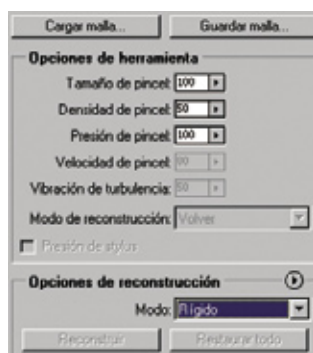 Cargar malla... Guardar malla...
Opciones de herramienta
Tamaño de pincel: 100
Densidad de pincel: 50
Presión de pincel: 100
Velocidad de pincel: 80
Vibración de turbulencia: 50
Modo de reconstrucción: Volver
Presión de stylus
Opciones de reconstrucción
Modo: Rígido
Reconstruir Restaurar todo